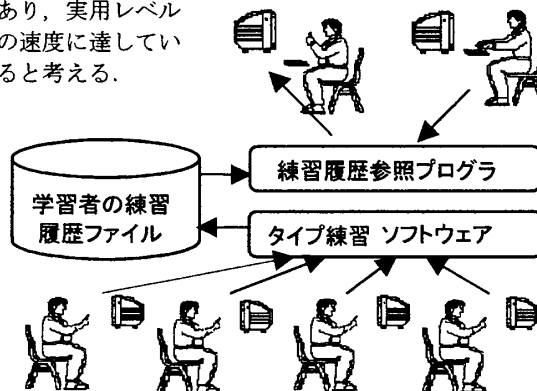 あり，実用レベル
の速度に達してい
ると考える．
練習履歴参照プログラ
学習者の練習
履歴ファイル
タイプ練習 ソフトウェア